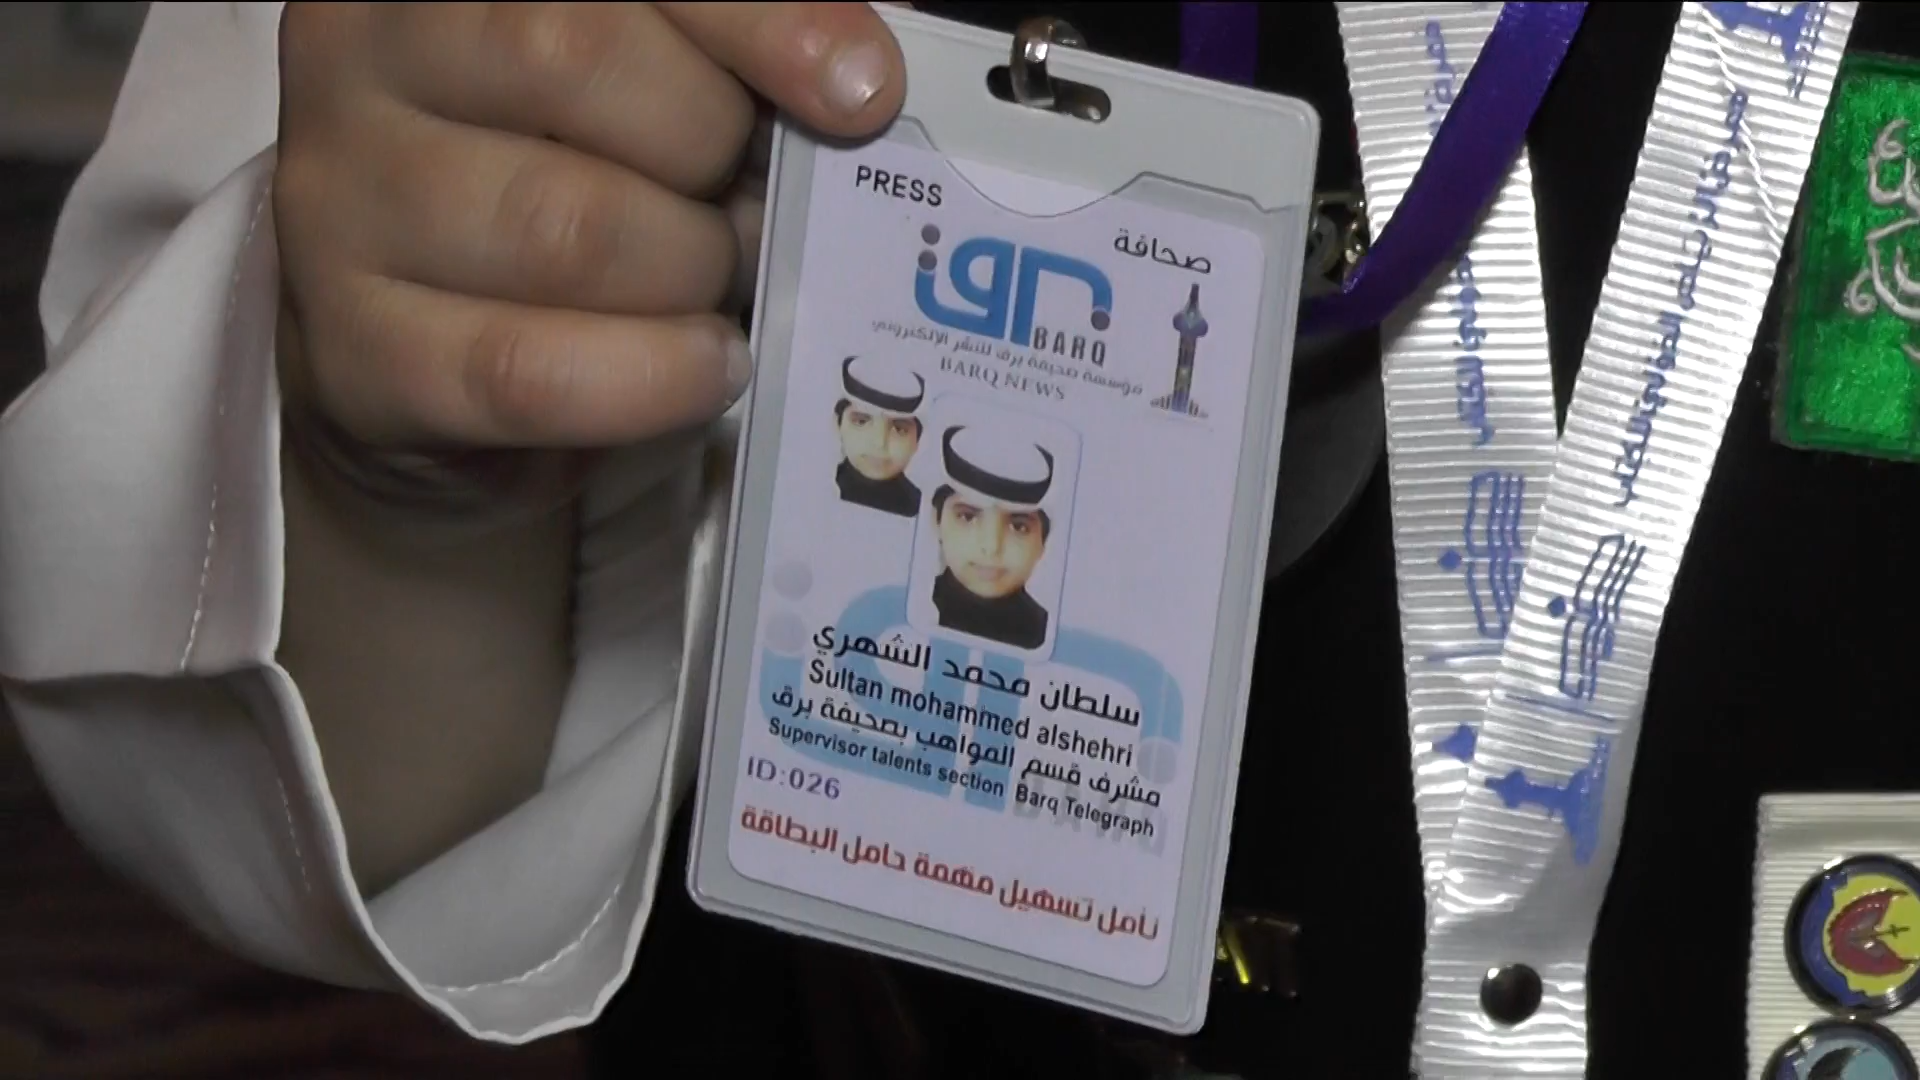 PRESS
صحافة
برق
BARQ
مؤسسة صحيفة برق للنشر الإلكتروني
BARQ NEWS
سلطان محمد الشهري
Sultan mohammed alshehri
مشرف قسم المواهب بصحيفة برق
Supervisor talents section Barq Telegraph
ID:026
نأمل تسهيل مهمة حامل البطاقة